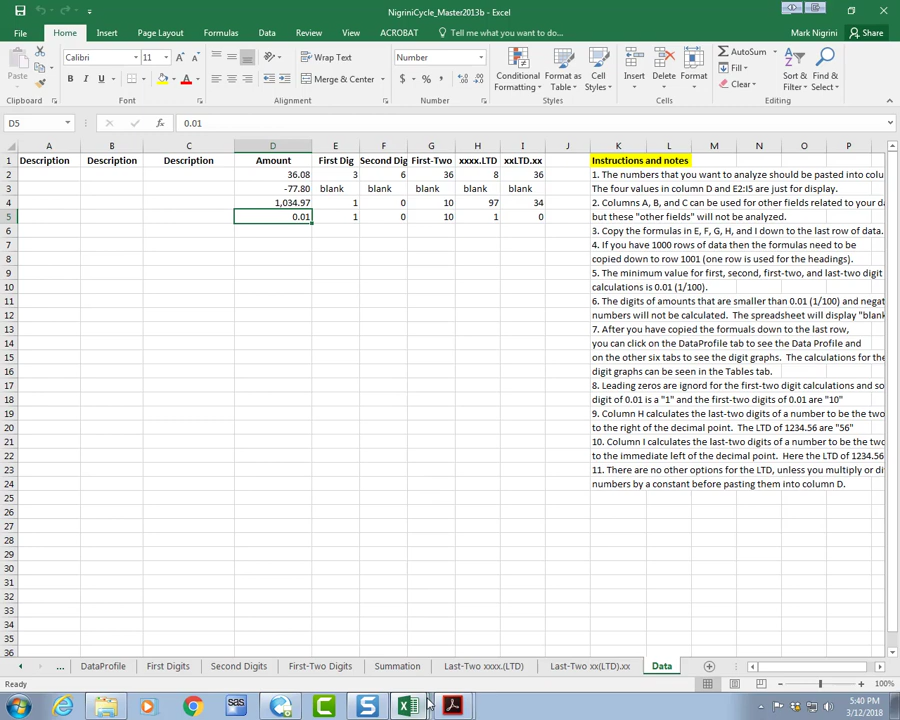 NigriniCycle_Master2013b - Excel
File Home Insert Page Layout Formulas Data Review View ACROBAT Tell me what you want to do... Mark Nigrini Share
Paste
Clipboard
Calibri 11
B I U
Font
Wrap Text
Merge & Center
Alignment
Number
$ % ,
Number
Conditional Formatting
Format as Table
Cell Styles
Styles
Insert Delete Format
Cells
AutoSum
Fill
Clear
Sort & Filter
Find & Select
Editing
D5 fx 0.01
A B C D E F G H I J K L M N O P
1 Description Description Description Amount First Dig Second Dig First-Two xxxx.LTD xxLTD.xx Instructions and notes
2 36.08 3 6 36 8 36 1. The numbers that you want to analyze should be pasted into colu
3 -77.80 blank blank blank blank blank The four values in column D and E2:I5 are just for display.
4 1,034.97 1 0 10 97 34 2. Columns A, B, and C can be used for other fields related to your da
5 0.01 1 0 10 1 0 but these "other fields" will not be analyzed.
6 3. Copy the formulas in E, F, G, H, and I down to the last row of data.
7 4. If you have 1000 rows of data then the formulas need to be
8 copied down to row 1001 (one row is used for the headings).
9 5. The minimum value for first, second, first-two, and last-two digit
10 calculations is 0.01 (1/100).
11 6. The digits of amounts that are smaller than 0.01 (1/100) and negat
12 numbers will not be calculated. The spreadsheet will display "blank
13 7. After you have copied the formuals down to the last row,
14 you can click on the DataProfile tab to see the Data Profile and
15 on the other six tabs to see the digit graphs. The calculations for the
16 digit graphs can be seen in the Tables tab.
17 8. Leading zeros are ignord for the first-two digit calculations and so
18 digit of 0.01 is a "1" and the first-two digits of 0.01 are "10"
19 9. Column H calculates the last-two digits of a number to be the two
20 to the right of the decimal point. The LTD of 1234.56 are "56"
21 10. Column I calculates the last-two digits of a number to be the two
22 to the immediate left of the decimal point. Here the LTD of 1234.56
23 11. There are no other options for the LTD, unless you multiply or di
24 numbers by a constant before pasting them into column D.
25
26
27
28
29
30
31
32
33
34
35
36
... DataProfile First Digits Second Digits First-Two Digits Summation Last-Two xxxx.(LTD) Last-Two xx(LTD).xx Data
Ready 100%
sas
5:40 PM
3/12/2018